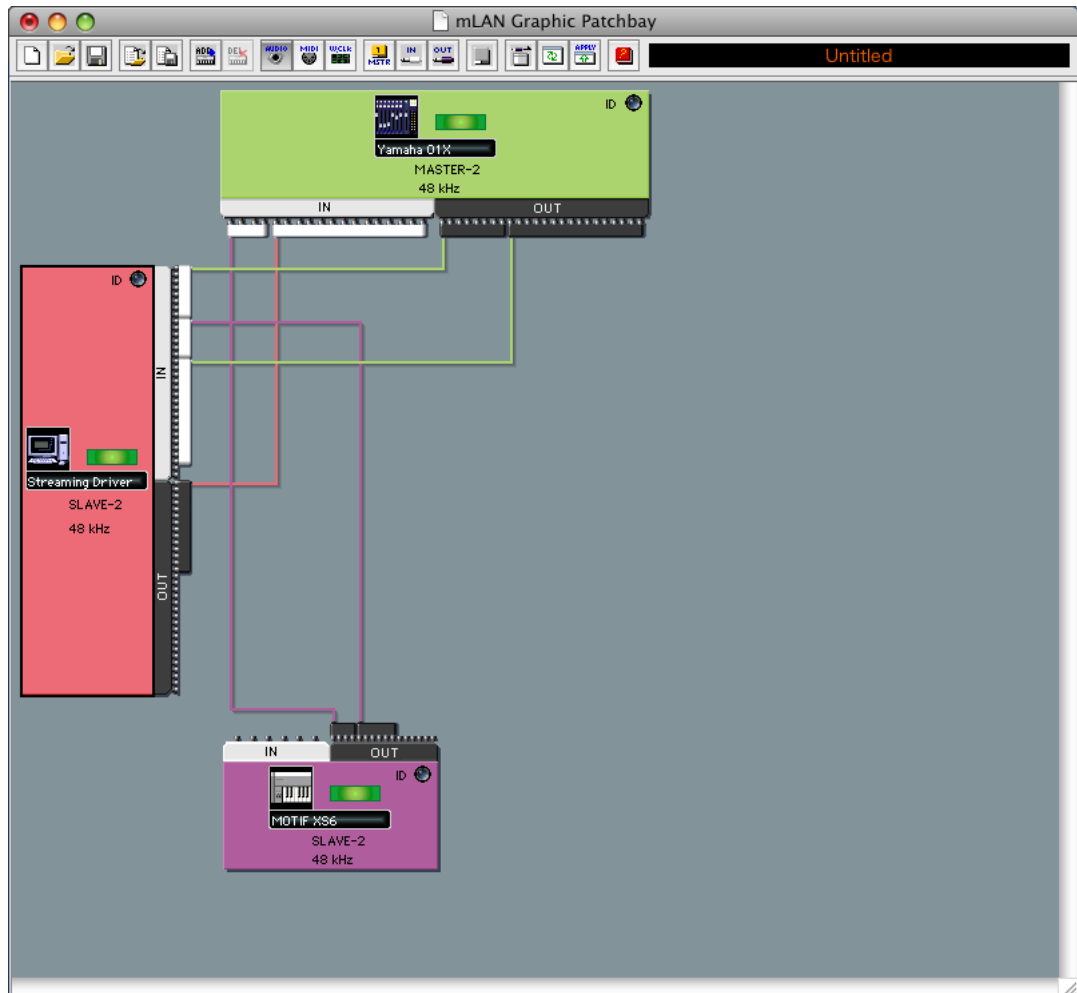 mLAN Graphic Patchbay
ADD DEL AUDIO MIDI WCLK 1 MSTR IN OUT APPLY ?
Untitled
ID
Yamaha 01X
MASTER-2
48 kHz
IN OUT
ID
IN
Streaming Driver
SLAVE-2
48 kHz
OUT
IN OUT
ID
MOTIF XS6
SLAVE-2
48 kHz